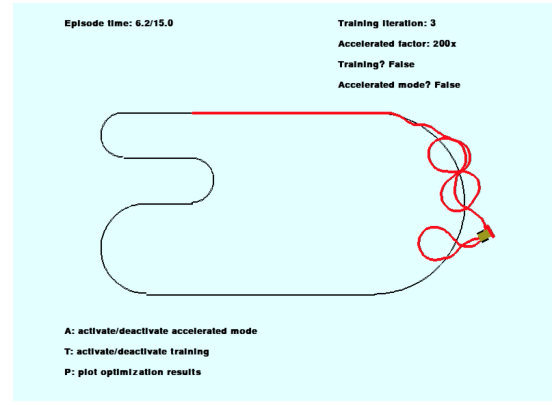 Episode time: 6.2/15.0
Training Iteration: 3
Accelerated factor: 200x
Training? False
Accelerated mode? False
A: activate/deactivate accelerated mode
T: activate/deactivate training
P: plot optimization results